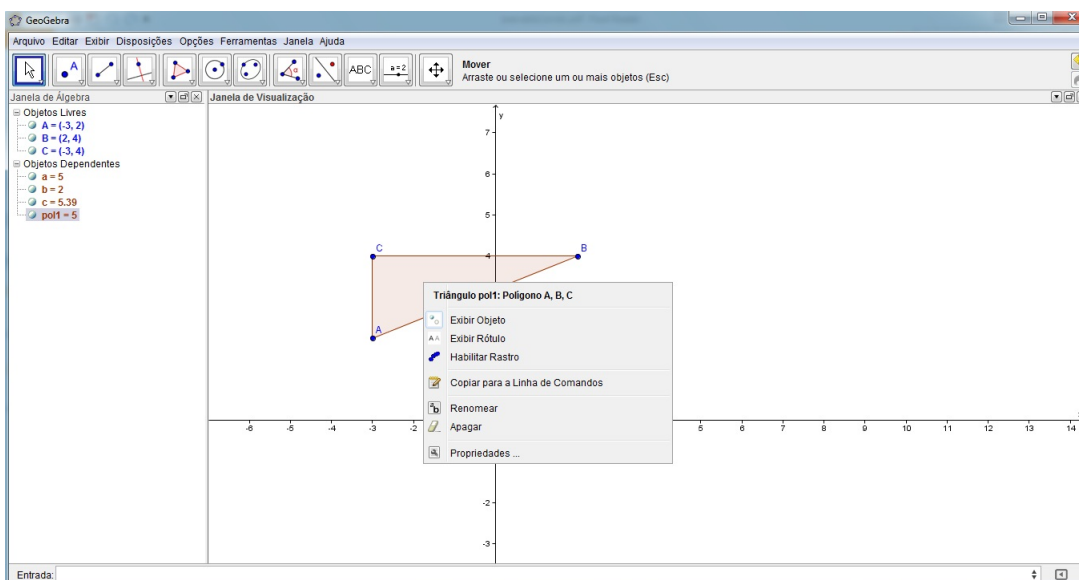 GeoGebra
Arquivo Editar Exibir Disposições Opções Ferramentas Janela Ajuda
A
ABC
a=2
Mover
Arraste ou selecione um ou mais objetos (Esc)
Janela de Álgebra
Janela de Visualização
Objetos Livres
A = (-3, 2)
B = (2, 4)
C = (-3, 4)
Objetos Dependentes
a = 5
b = 2
c = 5.39
pol1 = 5
y
7
6
5
C
4
B
A
Triângulo pol1: Polígono A, B, C
Exibir Objeto
AA Exibir Rótulo
Habilitar Rastro
Copiar para a Linha de Comandos
Renomear
Apagar
Propriedades ...
-6 -5 -4 -3 -2 5 6 7 8 9 10 11 12 13 14
-2
-3
Entrada: